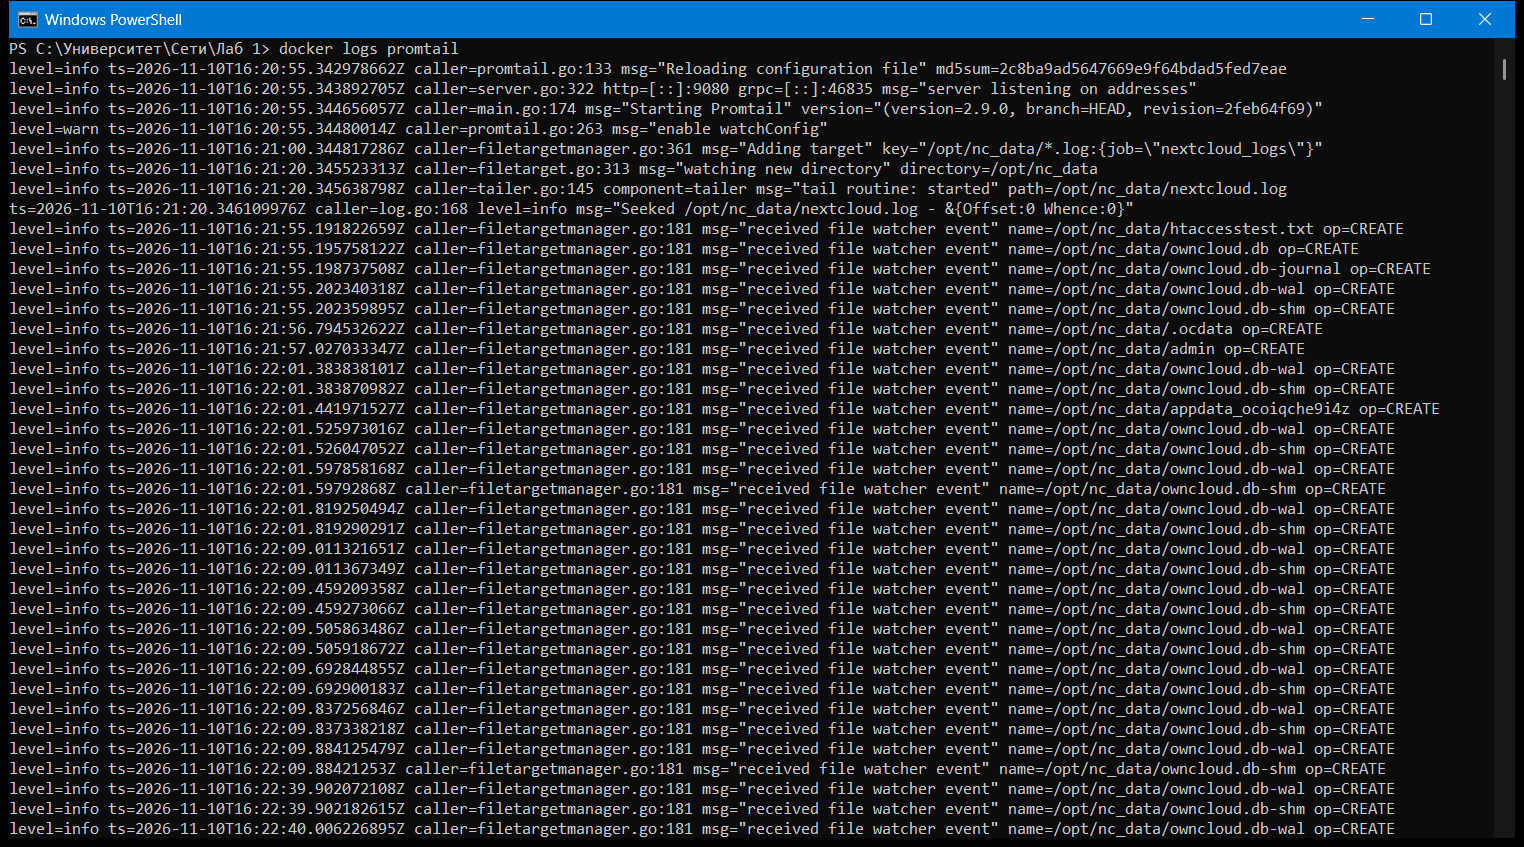 Windows PowerShell
PS C:\Университет\Сети\Лаб 1> docker logs promtail
level=info ts=2026-11-10T16:20:55.342978662Z caller=promtail.go:133 msg="Reloading configuration file" md5sum=2c8ba9ad5647669e9f64bdad5fed7eae
level=info ts=2026-11-10T16:20:55.343892705Z caller=server.go:322 http=[::]:9080 grpc=[::]:46835 msg="server listening on addresses"
level=info ts=2026-11-10T16:20:55.344656057Z caller=main.go:174 msg="Starting Promtail" version="(version=2.9.0, branch=HEAD, revision=2feb64f69)"
level=warn ts=2026-11-10T16:20:55.34480014Z caller=promtail.go:263 msg="enable watchConfig"
level=info ts=2026-11-10T16:21:00.344817286Z caller=filetargetmanager.go:361 msg="Adding target" key="/opt/nc_data/*.log:{job=\"nextcloud_logs\"}"
level=info ts=2026-11-10T16:21:20.345523313Z caller=filetarget.go:313 msg="watching new directory" directory=/opt/nc_data
level=info ts=2026-11-10T16:21:20.345638798Z caller=tailer.go:145 component=tailer msg="tail routine: started" path=/opt/nc_data/nextcloud.log
ts=2026-11-10T16:21:20.346109976Z caller=log.go:168 level=info msg="Seeked /opt/nc_data/nextcloud.log - &{Offset:0 Whence:0}"
level=info ts=2026-11-10T16:21:55.191822659Z caller=filetargetmanager.go:181 msg="received file watcher event" name=/opt/nc_data/htaccesstest.txt op=CREATE
level=info ts=2026-11-10T16:21:55.195758122Z caller=filetargetmanager.go:181 msg="received file watcher event" name=/opt/nc_data/owncloud.db op=CREATE
level=info ts=2026-11-10T16:21:55.198737508Z caller=filetargetmanager.go:181 msg="received file watcher event" name=/opt/nc_data/owncloud.db-journal op=CREATE
level=info ts=2026-11-10T16:21:55.202340318Z caller=filetargetmanager.go:181 msg="received file watcher event" name=/opt/nc_data/owncloud.db-wal op=CREATE
level=info ts=2026-11-10T16:21:55.202359895Z caller=filetargetmanager.go:181 msg="received file watcher event" name=/opt/nc_data/owncloud.db-shm op=CREATE
level=info ts=2026-11-10T16:21:56.794532622Z caller=filetargetmanager.go:181 msg="received file watcher event" name=/opt/nc_data/.ocdata op=CREATE
level=info ts=2026-11-10T16:21:57.027033347Z caller=filetargetmanager.go:181 msg="received file watcher event" name=/opt/nc_data/admin op=CREATE
level=info ts=2026-11-10T16:22:01.383838101Z caller=filetargetmanager.go:181 msg="received file watcher event" name=/opt/nc_data/owncloud.db-wal op=CREATE
level=info ts=2026-11-10T16:22:01.383870982Z caller=filetargetmanager.go:181 msg="received file watcher event" name=/opt/nc_data/owncloud.db-shm op=CREATE
level=info ts=2026-11-10T16:22:01.441971527Z caller=filetargetmanager.go:181 msg="received file watcher event" name=/opt/nc_data/appdata_ocoiqche9i4z op=CREATE
level=info ts=2026-11-10T16:22:01.525973016Z caller=filetargetmanager.go:181 msg="received file watcher event" name=/opt/nc_data/owncloud.db-wal op=CREATE
level=info ts=2026-11-10T16:22:01.526047052Z caller=filetargetmanager.go:181 msg="received file watcher event" name=/opt/nc_data/owncloud.db-shm op=CREATE
level=info ts=2026-11-10T16:22:01.597858168Z caller=filetargetmanager.go:181 msg="received file watcher event" name=/opt/nc_data/owncloud.db-wal op=CREATE
level=info ts=2026-11-10T16:22:01.59792868Z caller=filetargetmanager.go:181 msg="received file watcher event" name=/opt/nc_data/owncloud.db-shm op=CREATE
level=info ts=2026-11-10T16:22:01.819250494Z caller=filetargetmanager.go:181 msg="received file watcher event" name=/opt/nc_data/owncloud.db-wal op=CREATE
level=info ts=2026-11-10T16:22:01.819290291Z caller=filetargetmanager.go:181 msg="received file watcher event" name=/opt/nc_data/owncloud.db-shm op=CREATE
level=info ts=2026-11-10T16:22:09.011321651Z caller=filetargetmanager.go:181 msg="received file watcher event" name=/opt/nc_data/owncloud.db-wal op=CREATE
level=info ts=2026-11-10T16:22:09.011367349Z caller=filetargetmanager.go:181 msg="received file watcher event" name=/opt/nc_data/owncloud.db-shm op=CREATE
level=info ts=2026-11-10T16:22:09.459209358Z caller=filetargetmanager.go:181 msg="received file watcher event" name=/opt/nc_data/owncloud.db-wal op=CREATE
level=info ts=2026-11-10T16:22:09.459273066Z caller=filetargetmanager.go:181 msg="received file watcher event" name=/opt/nc_data/owncloud.db-shm op=CREATE
level=info ts=2026-11-10T16:22:09.505863486Z caller=filetargetmanager.go:181 msg="received file watcher event" name=/opt/nc_data/owncloud.db-wal op=CREATE
level=info ts=2026-11-10T16:22:09.505918672Z caller=filetargetmanager.go:181 msg="received file watcher event" name=/opt/nc_data/owncloud.db-shm op=CREATE
level=info ts=2026-11-10T16:22:09.692844855Z caller=filetargetmanager.go:181 msg="received file watcher event" name=/opt/nc_data/owncloud.db-wal op=CREATE
level=info ts=2026-11-10T16:22:09.692900183Z caller=filetargetmanager.go:181 msg="received file watcher event" name=/opt/nc_data/owncloud.db-shm op=CREATE
level=info ts=2026-11-10T16:22:09.837256846Z caller=filetargetmanager.go:181 msg="received file watcher event" name=/opt/nc_data/owncloud.db-wal op=CREATE
level=info ts=2026-11-10T16:22:09.837338218Z caller=filetargetmanager.go:181 msg="received file watcher event" name=/opt/nc_data/owncloud.db-shm op=CREATE
level=info ts=2026-11-10T16:22:09.884125479Z caller=filetargetmanager.go:181 msg="received file watcher event" name=/opt/nc_data/owncloud.db-wal op=CREATE
level=info ts=2026-11-10T16:22:09.88421253Z caller=filetargetmanager.go:181 msg="received file watcher event" name=/opt/nc_data/owncloud.db-shm op=CREATE
level=info ts=2026-11-10T16:22:39.902072108Z caller=filetargetmanager.go:181 msg="received file watcher event" name=/opt/nc_data/owncloud.db-wal op=CREATE
level=info ts=2026-11-10T16:22:39.902182615Z caller=filetargetmanager.go:181 msg="received file watcher event" name=/opt/nc_data/owncloud.db-shm op=CREATE
level=info ts=2026-11-10T16:22:40.006226895Z caller=filetargetmanager.go:181 msg="received file watcher event" name=/opt/nc_data/owncloud.db-wal op=CREATE